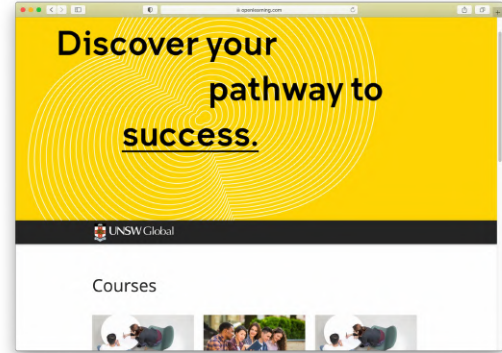 openlearning.com
Discover your
pathway to
success.
UNSW Global
Courses